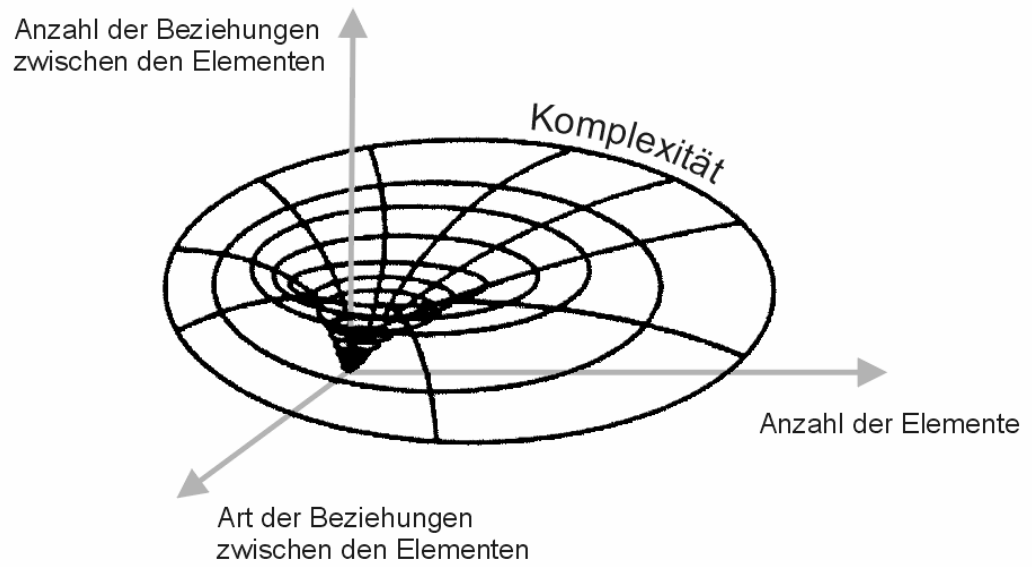 Anzahl der Beziehungen
zwischen den Elementen
Komplexität
Anzahl der Elemente
Art der Beziehungen
zwischen den Elementen